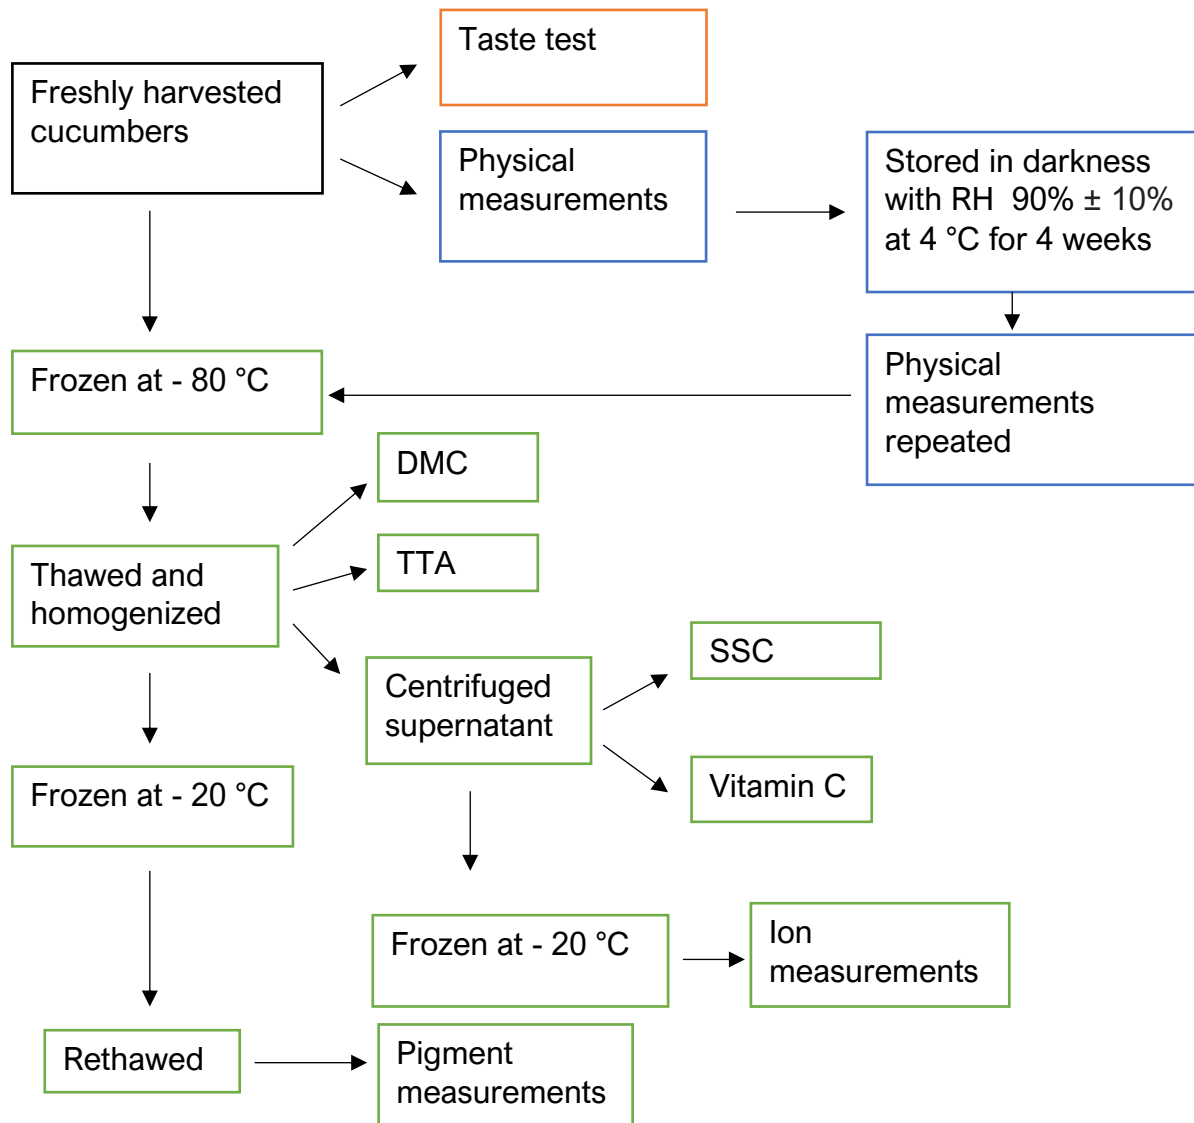 Taste test
Freshly harvested
cucumbers
Physical
measurements
Stored in darkness
with RH  90% ± 10%
at 4 °C for 4 weeks
Frozen at - 80 °C
Physical
measurements
repeated
DMC
Thawed and
homogenized
TTA
Centrifuged
supernatant
SSC
Vitamin C
Frozen at - 20 °C
Frozen at - 20 °C
Ion
measurements
Rethawed
Pigment
measurements